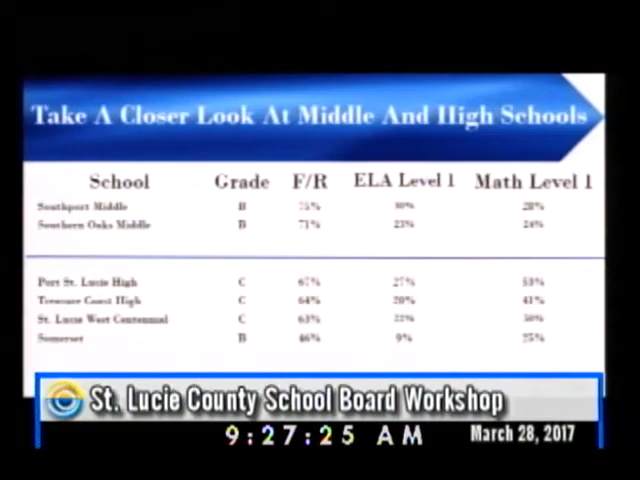 Take A Closer Look At Middle And High Schools
School Grade F/R ELA Level 1 Math Level 1
Southport Middle B 75% 30% 28%
Southern Oaks Middle B 71% 23% 24%
Port St. Lucie High C 67% 27% 53%
Treasure Coast High C 64% 20% 41%
St. Lucie West Centennial C 63% 22% 50%
Somerset B 46% 9% 25%
St. Lucie County School Board Workshop
9:27:25 AM March 28, 2017